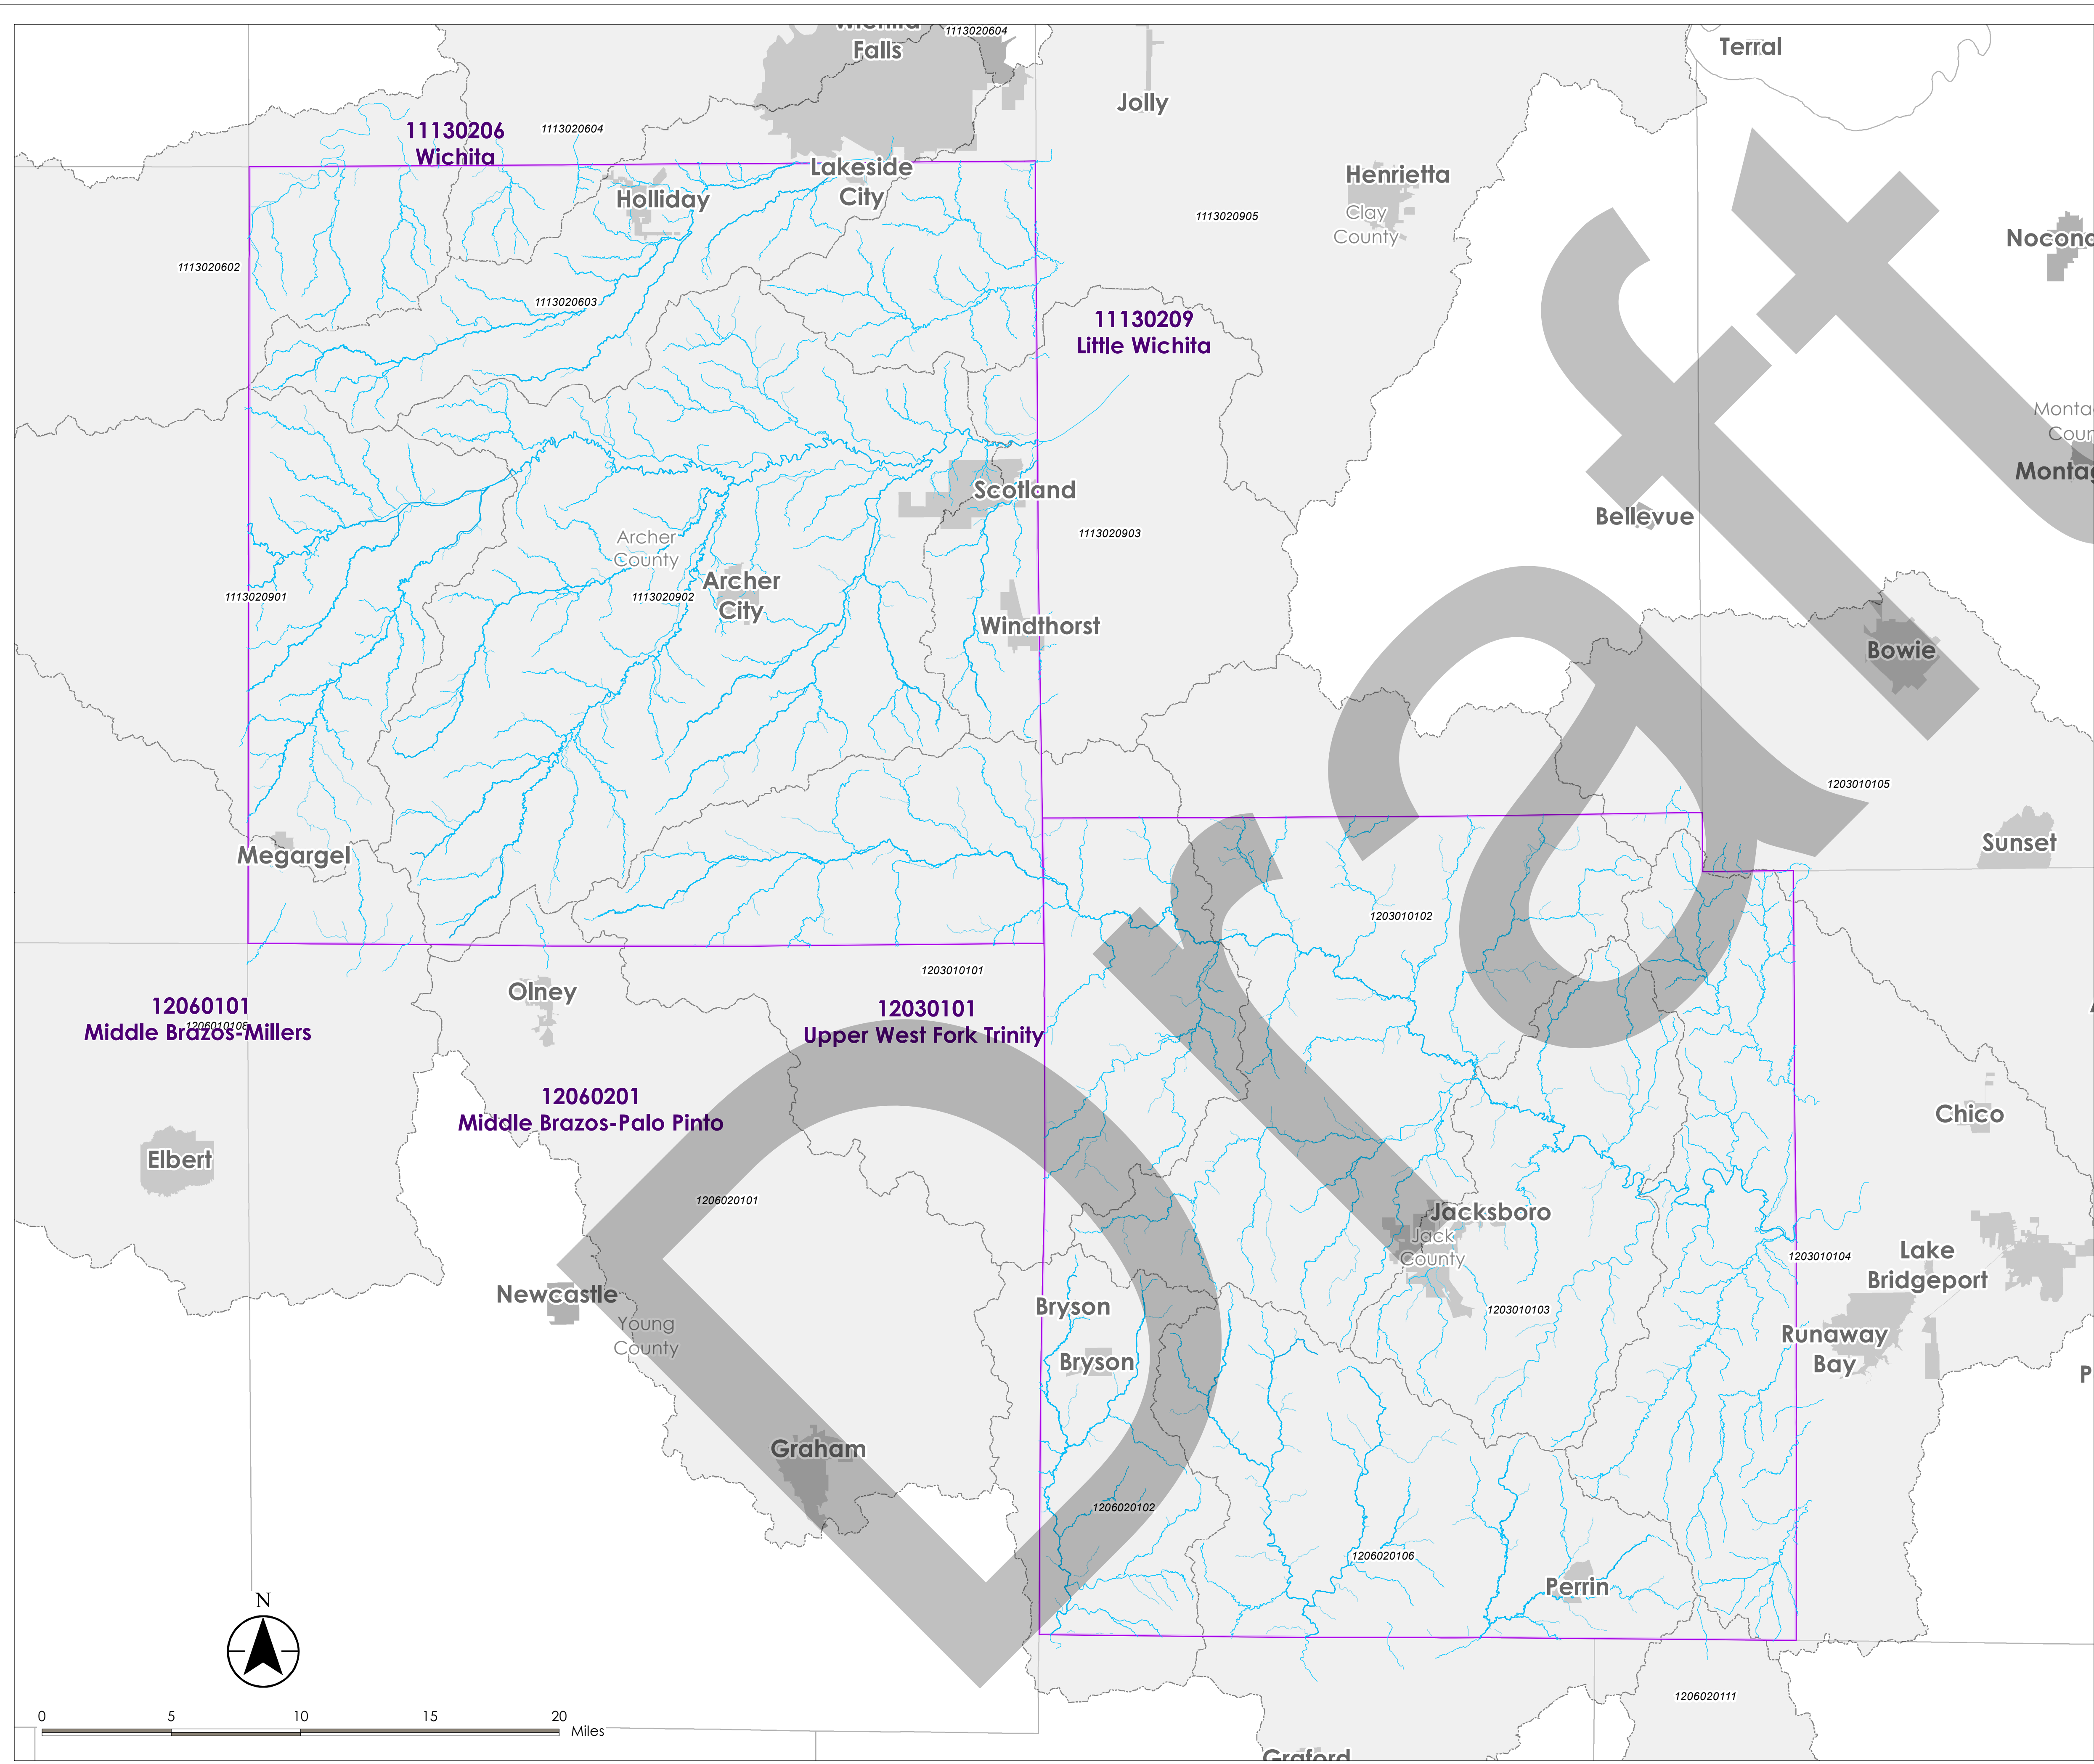 Wichita
Falls
1113020604
Terral
Jolly
11130206
Wichita
1113020604
Lakeside
City
Holliday
Henrietta
Clay
County
1113020905
Nocona
1113020602
1113020603
11130209
Little Wichita
Monta
Coun
Montag
Scotland
Bellevue
1113020903
Archer
County
Archer
City
1113020901
1113020902
Windthorst
Bowie
1203010105
Sunset
Megargel
1203010102
1203010101
Olney
12060101
1206010108
Middle Brazos-Millers
12030101
Upper West Fork Trinity
12060201
Middle Brazos-Palo Pinto
Chico
Elbert
1206020101
Jacksboro
Jack
County
1203010104
Lake
Bridgeport
Newcastle
Bryson
1203010103
Young
County
Runaway
Bay
Bryson
P
Graham
1206020102
1206020106
Perrin
N
1206020111
0 5 10 15 20
Miles
Graford
Draft